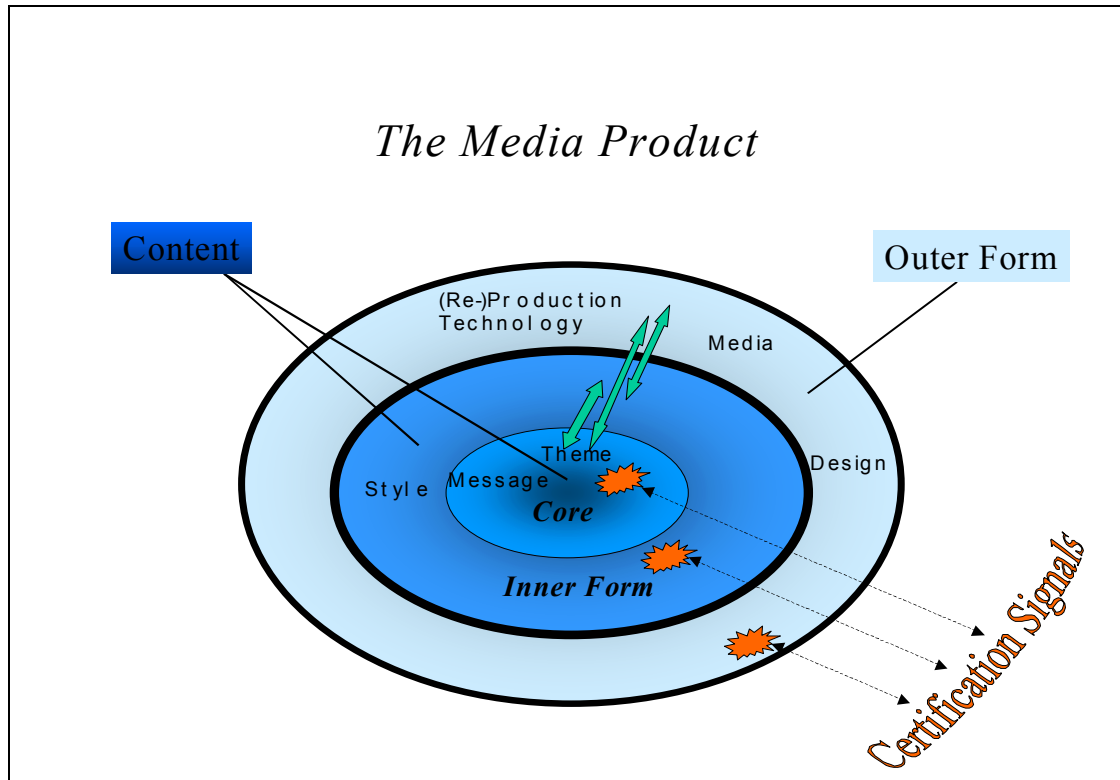 The Media Product
Content
Outer Form
(Re-)Production
Technology
Media
Theme
Design
Style
Message
Core
Inner Form
Certification Signals